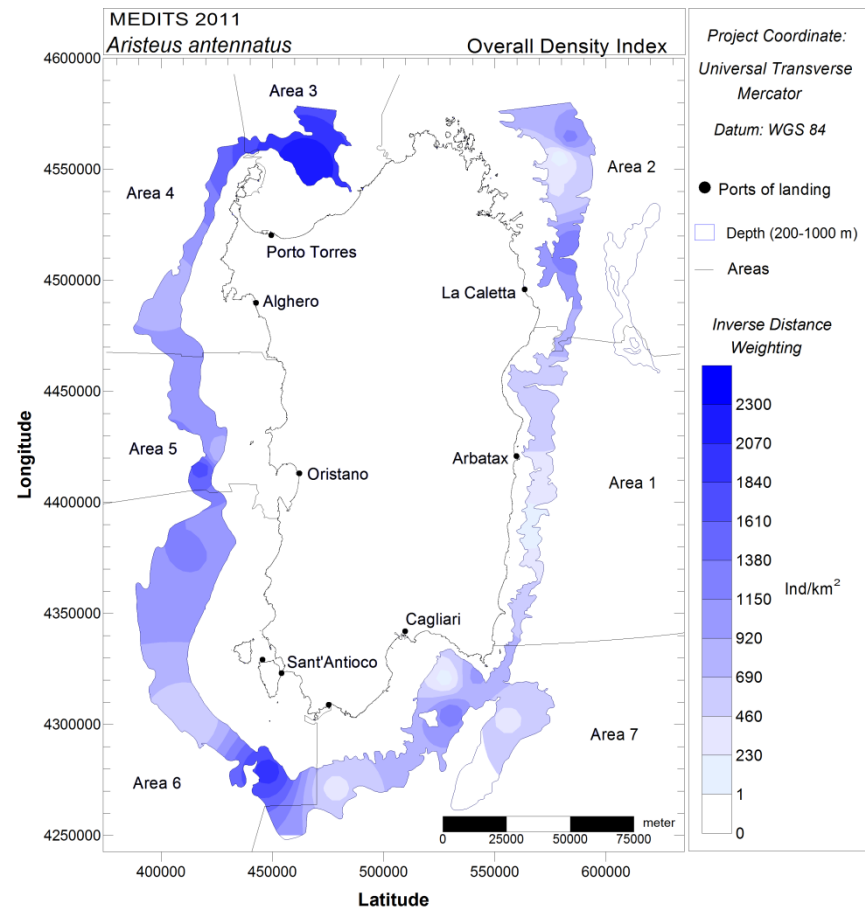 MEDITS 2011
Aristeus antennatus
Overall Density Index
Project Coordinate:
Universal Transverse
Mercator
Datum: WGS 84
Ports of landing
Depth (200-1000 m)
Areas
Inverse Distance
Weighting
2300
2070
1840
1610
1380
1150
920
690
460
230
1
0
Ind/km²
4600000
4550000
4500000
4450000
4400000
4350000
4300000
4250000
Longitude
Area 3
Area 2
Area 4
Porto Torres
La Caletta
Alghero
Area 5
Oristano
Arbatax
Area 1
Cagliari
Sant'Antioco
Area 7
Area 6
meter
0
25000
50000
75000
400000
450000
500000
550000
600000
Latitude